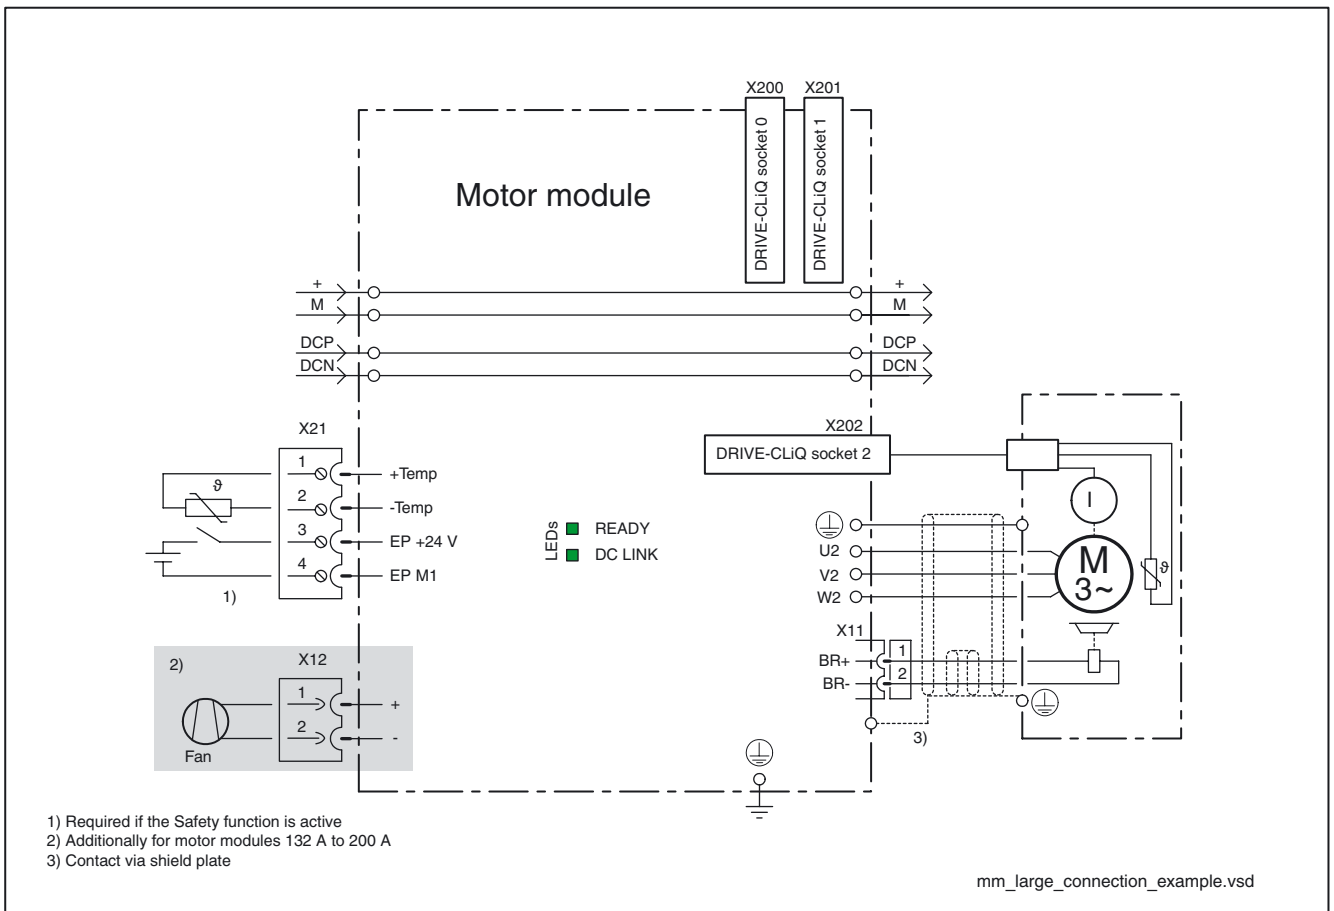 X200
X201
DRIVE-CLiQ socket 0
DRIVE-CLiQ socket 1
Motor module
+
M
DCP
DCN
+
M
DCP
DCN
X21
1
2
3
4
ϑ
+Temp
-Temp
EP +24 V
EP M1
1)
X202
DRIVE-CLiQ socket 2
LEDs
READY
DC LINK
U2
V2
W2
I
M
3~
ϑ
X11
1
2
BR+
BR-
3)
2)
X12
1
2
+
-
Fan
1) Required if the Safety function is active
2) Additionally for motor modules 132 A to 200 A
3) Contact via shield plate
mm_large_connection_example.vsd